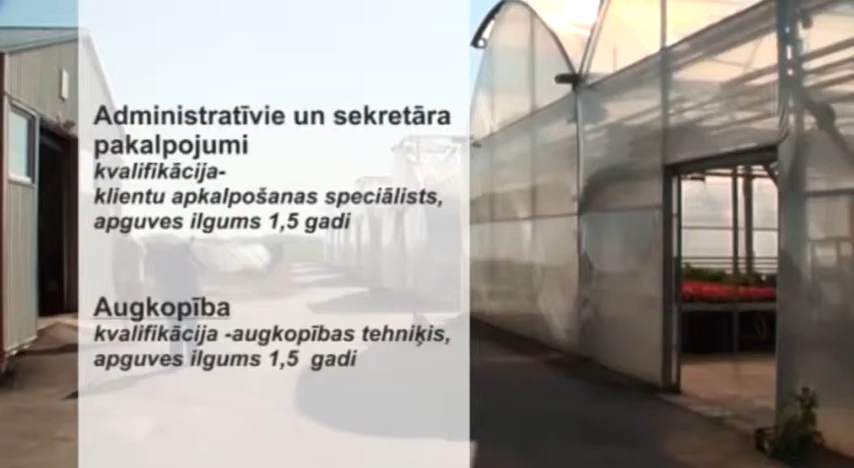 Administratīvie un sekretāra
pakalpojumi
kvalifikācija-
klientu apkalpošanas speciālists,
apguves ilgums 1,5 gadi
Augkopība
kvalifikācija -augkopības tehniķis,
apguves ilgums 1,5  gadi